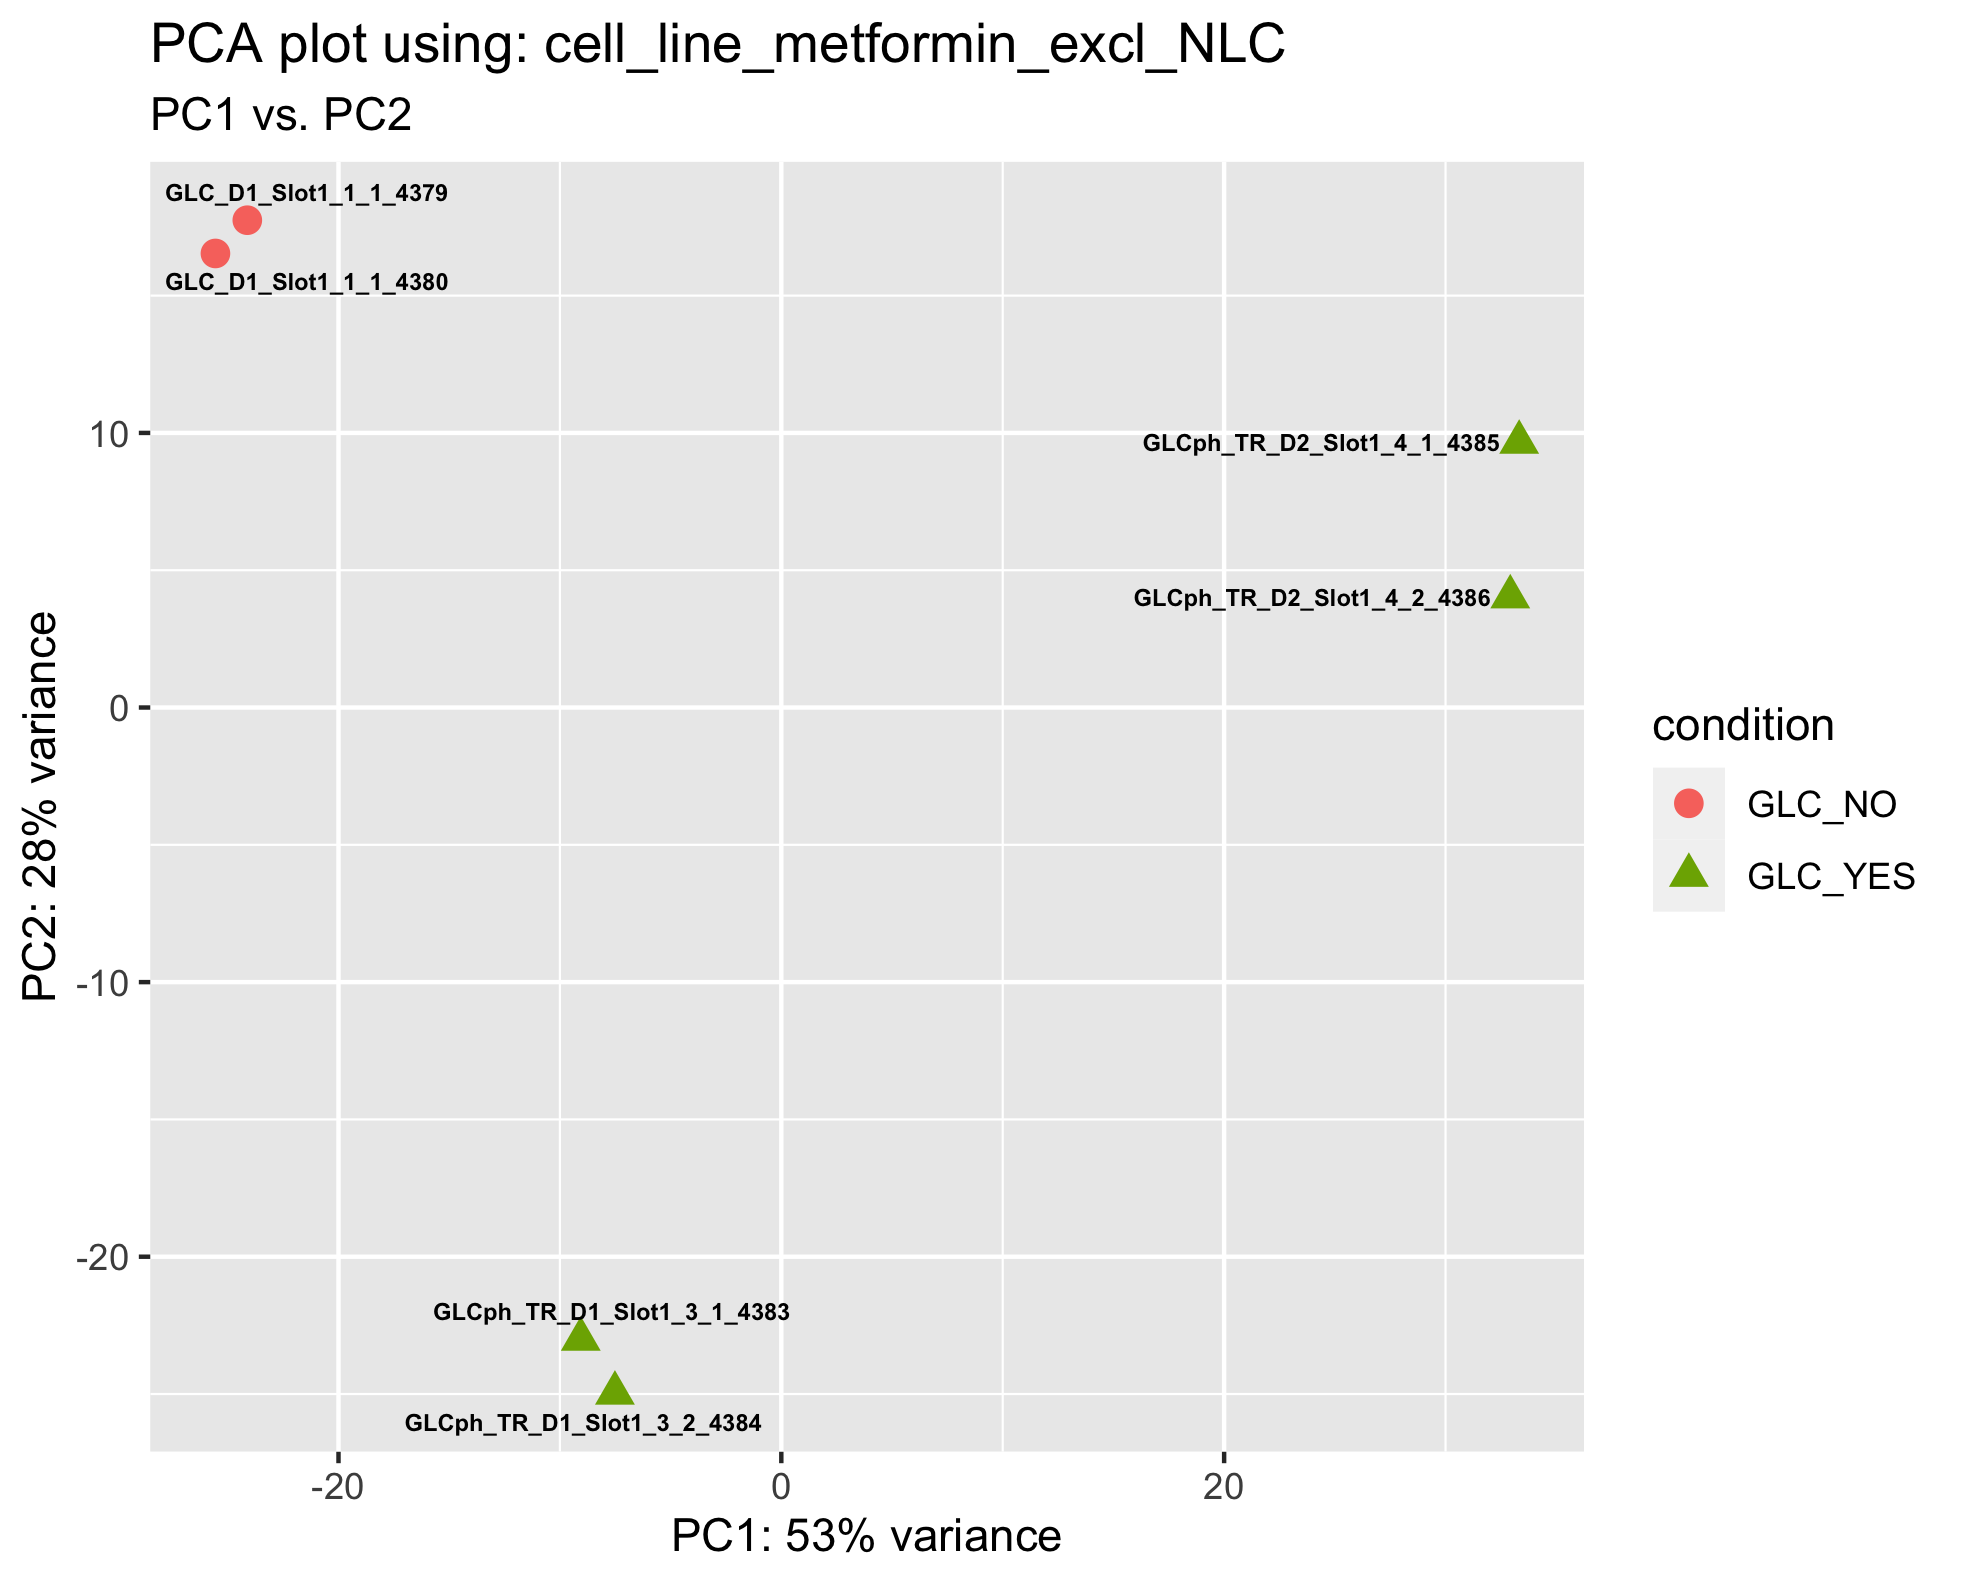 PCA plot using: cell_line_metformin_excl_NLC
PC1 vs. PC2
GLC_D1_Slot1_1_1_4379
GLC_D1_Slot1_1_1_4380
GLCph_TR_D2_Slot1_4_1_4385
GLCph_TR_D2_Slot1_4_2_4386
GLCph_TR_D1_Slot1_3_1_4383
GLCph_TR_D1_Slot1_3_2_4384
10
0
-10
-20
PC2: 28% variance
-20
0
20
PC1: 53% variance
condition
GLC_NO
GLC_YES